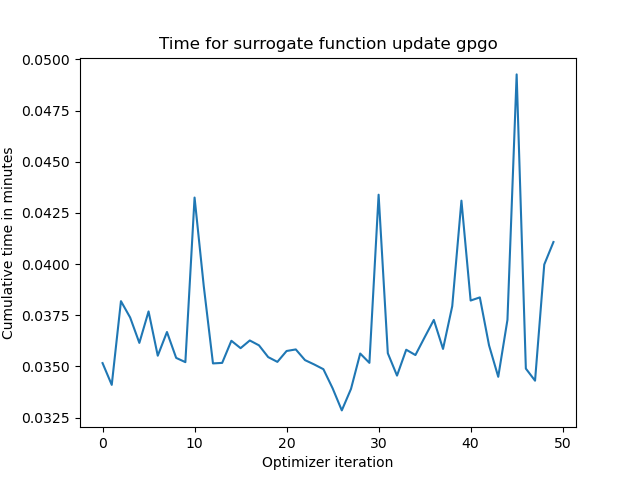 Time for surrogate function update gpgo
Cumulative time in minutes
0.0500
0.0475
0.0450
0.0425
0.0400
0.0375
0.0350
0.0325
0 10 20 30 40 50
Optimizer iteration